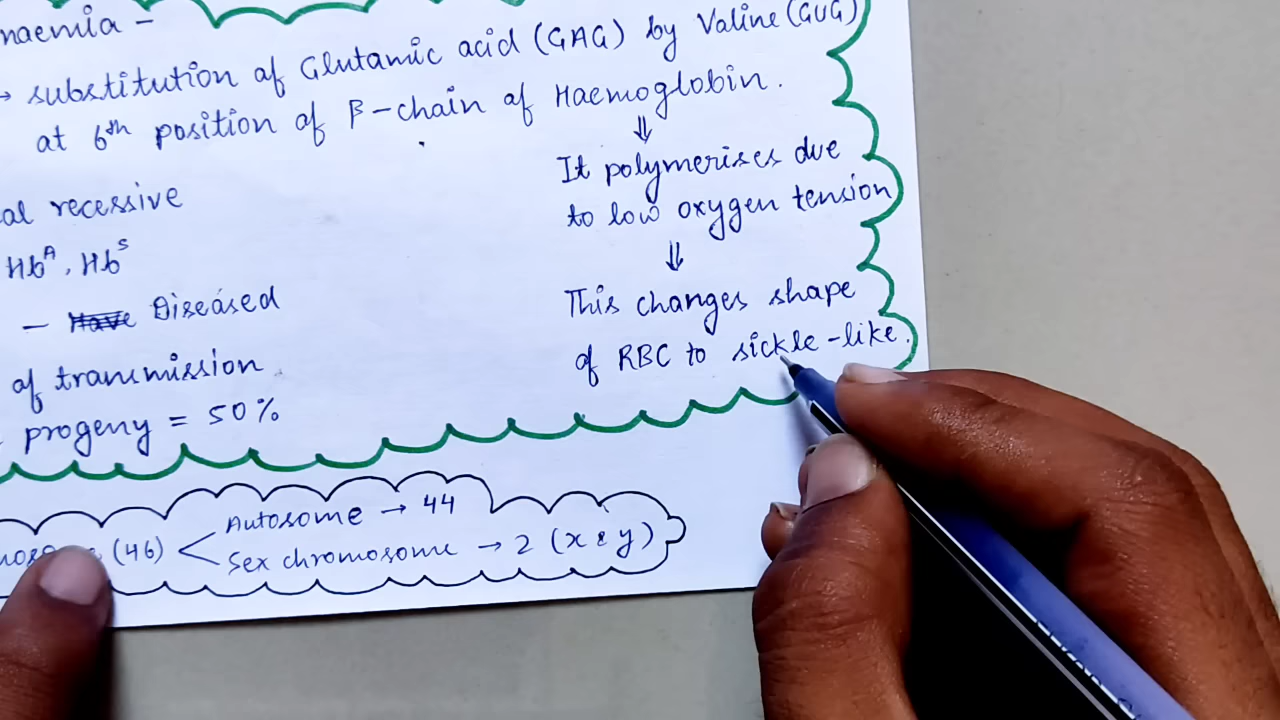 naemia -
→ substitution of Glutamic acid (GAG) by Valine (GUG)
at 6th position of β-chain of Haemoglobin.
⇓
It polymerises due
to low oxygen tension
⇓
This changes shape
of RBC to sickle-like.
al recessive
HbA, HbS
- Have Diseased
of transmission
progeny = 50%
(46) < Autosome → 44
Sex chromosome → 2 (x & y)